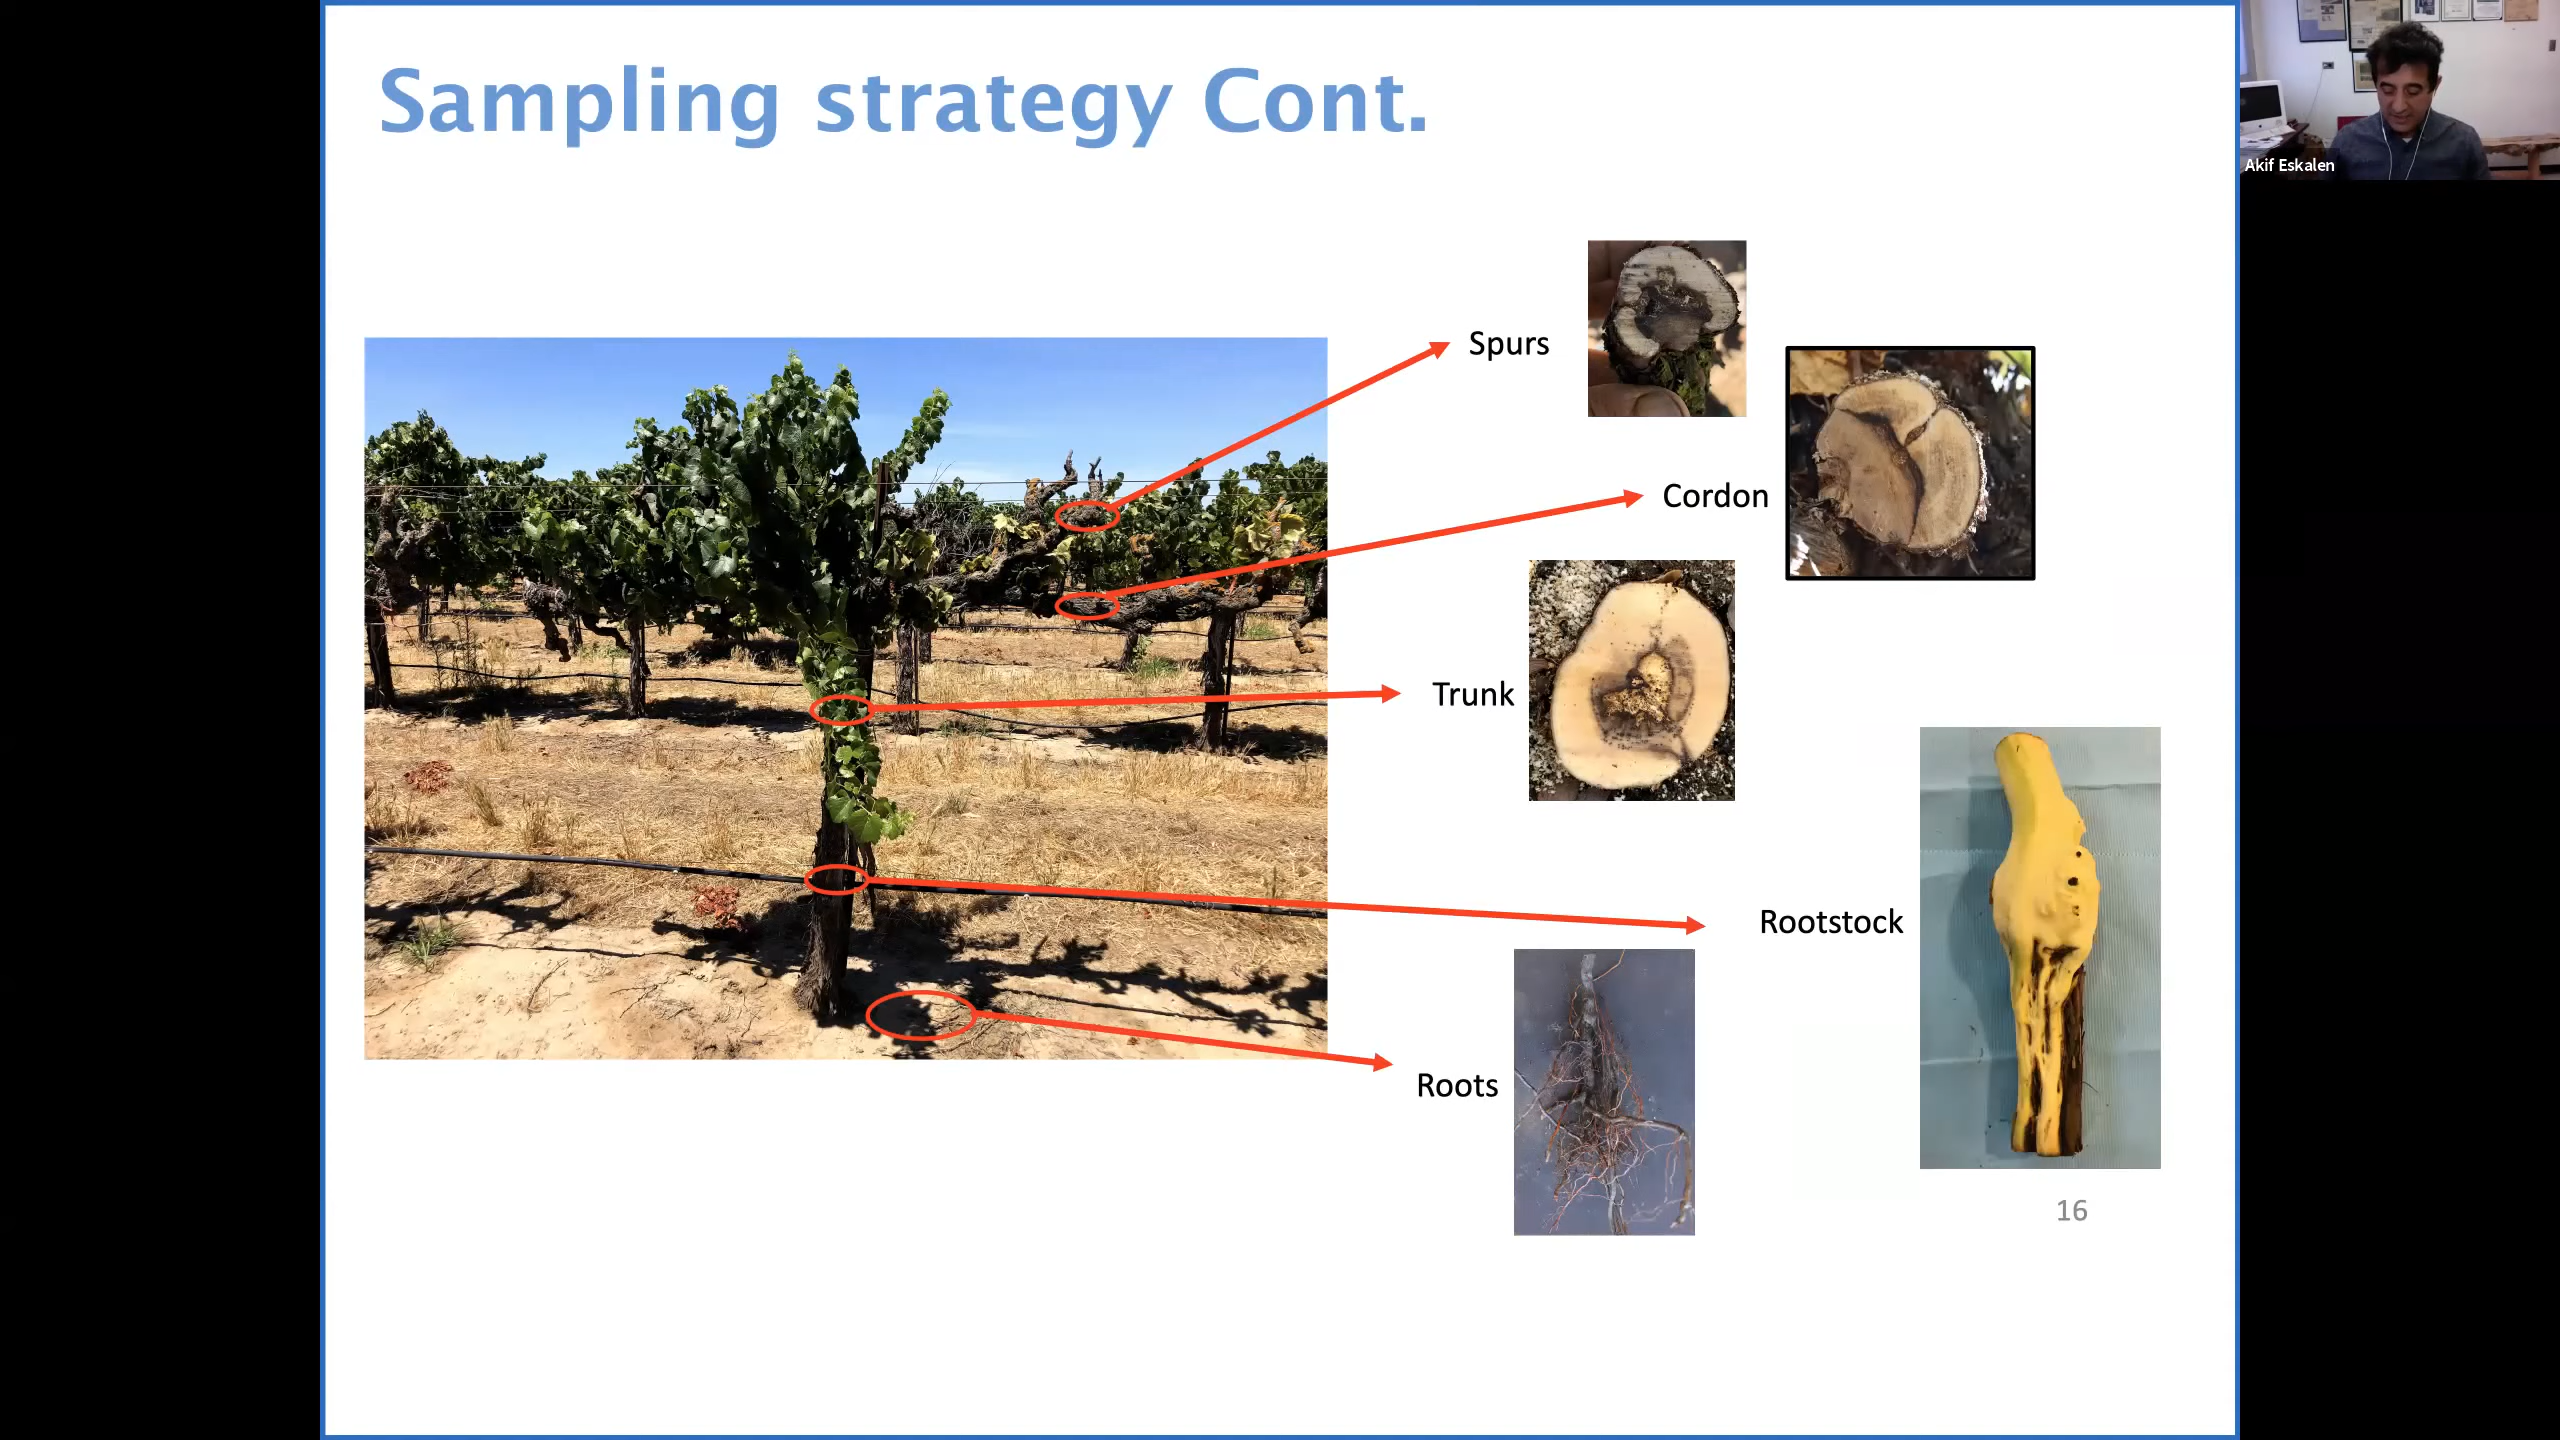 Sampling strategy Cont.
Akif Eskalen
Spurs
Cordon
Trunk
Rootstock
Roots
16